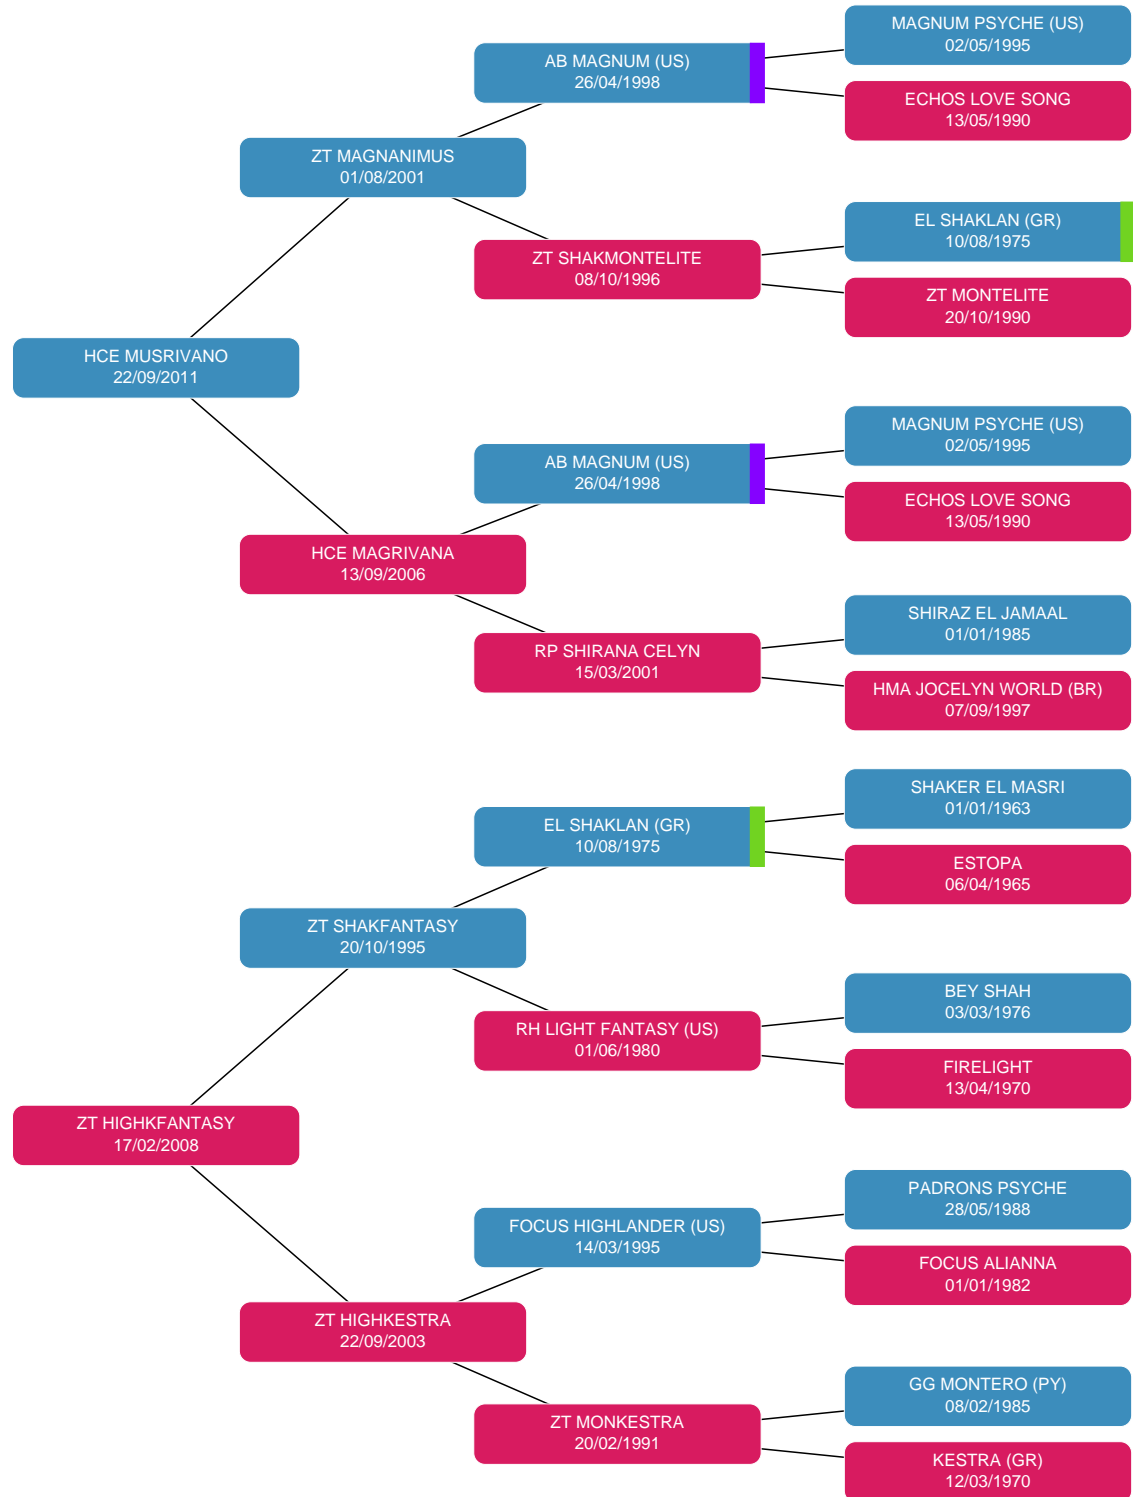 MAGNUM PSYCHE (US)
02/05/1995
AB MAGNUM (US)
26/04/1998
ECHOS LOVE SONG
13/05/1990
ZT MAGNANIMUS
01/08/2001
EL SHAKLAN (GR)
10/08/1975
ZT SHAKMONTELITE
08/10/1996
ZT MONTELITE
20/10/1990
HCE MUSRIVANO
22/09/2011
MAGNUM PSYCHE (US)
02/05/1995
AB MAGNUM (US)
26/04/1998
ECHOS LOVE SONG
13/05/1990
HCE MAGRIVANA
13/09/2006
SHIRAZ EL JAMAAL
01/01/1985
RP SHIRANA CELYN
15/03/2001
HMA JOCELYN WORLD (BR)
07/09/1997
SHAKER EL MASRI
01/01/1963
EL SHAKLAN (GR)
10/08/1975
ESTOPA
06/04/1965
ZT SHAKFANTASY
20/10/1995
BEY SHAH
03/03/1976
RH LIGHT FANTASY (US)
01/06/1980
FIRELIGHT
13/04/1970
ZT HIGHKFANTASY
17/02/2008
PADRONS PSYCHE
28/05/1988
FOCUS HIGHLANDER (US)
14/03/1995
FOCUS ALIANNA
01/01/1982
ZT HIGHKESTRA
22/09/2003
GG MONTERO (PY)
08/02/1985
ZT MONKESTRA
20/02/1991
KESTRA (GR)
12/03/1970